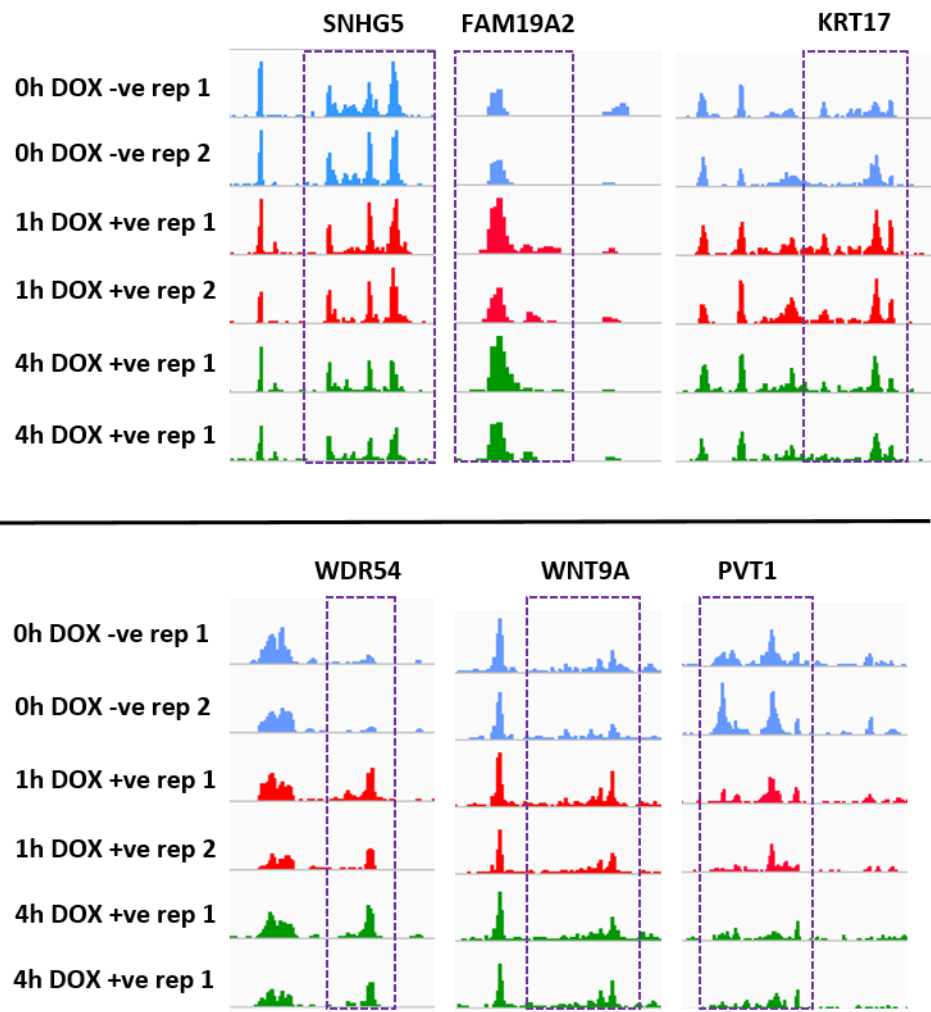 SNHG5 FAM19A2 KRT17
0h DOX -ve rep 1
0h DOX -ve rep 2
1h DOX +ve rep 1
1h DOX +ve rep 2
4h DOX +ve rep 1
4h DOX +ve rep 1
WDR54 WNT9A PVT1
0h DOX -ve rep 1
0h DOX -ve rep 2
1h DOX +ve rep 1
1h DOX +ve rep 2
4h DOX +ve rep 1
4h DOX +ve rep 1